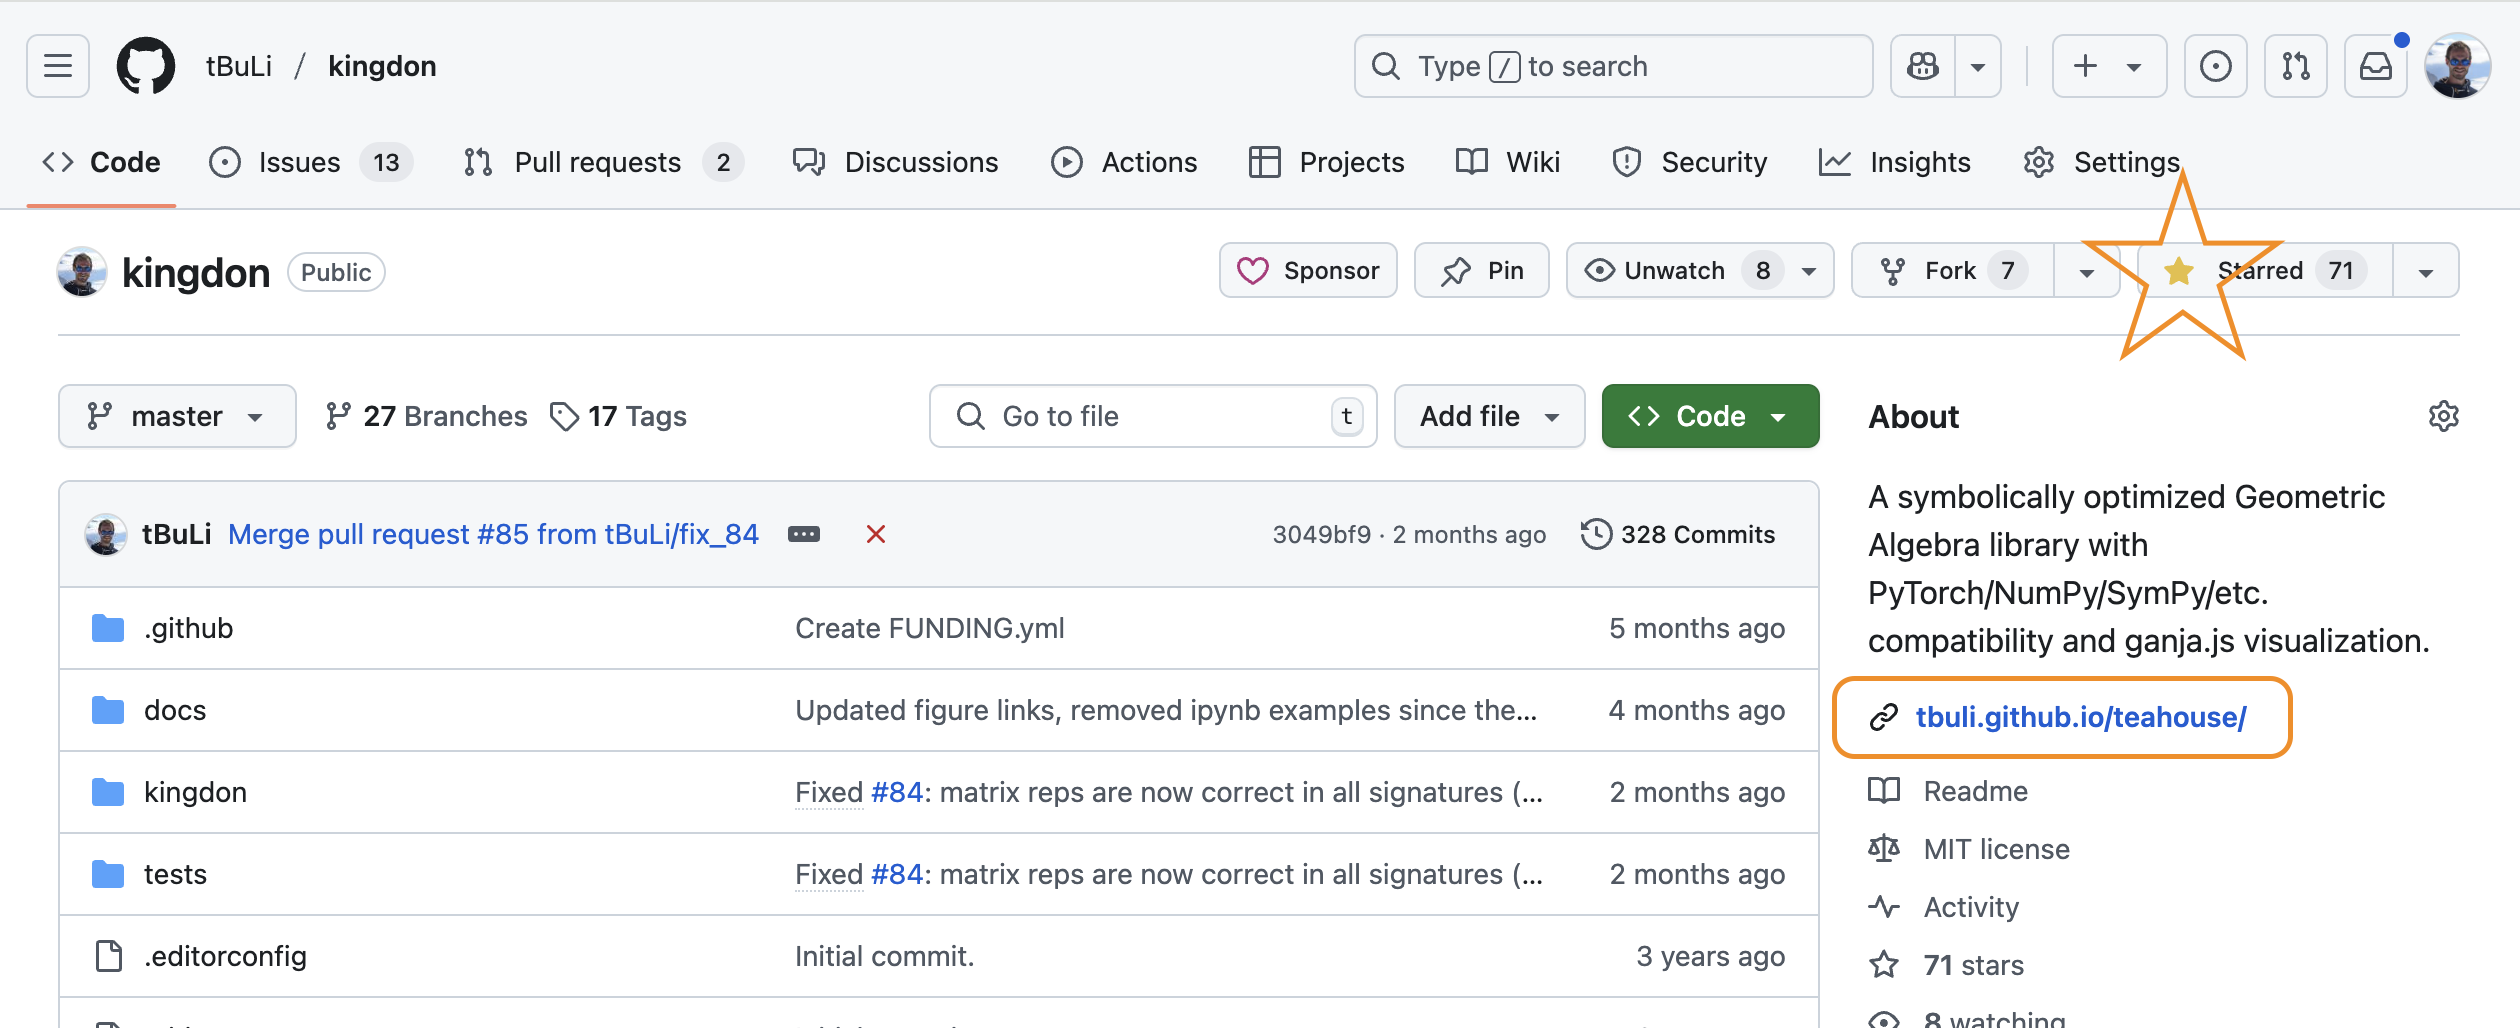 tBuLi / kingdon
Type / to search
Code
Issues 13
Pull requests 2
Discussions
Actions
Projects
Wiki
Security
Insights
Settings
kingdon Public
Sponsor
Pin
Unwatch 8
Fork 7
Starred 71
master
27 Branches
17 Tags
Go to file t
Add file
Code
tBuLi Merge pull request #85 from tBuLi/fix_84
3049bf9 · 2 months ago
328 Commits
.github Create FUNDING.yml 5 months ago
docs Updated figure links, removed ipynb examples since the... 4 months ago
kingdon Fixed #84: matrix reps are now correct in all signatures (... 2 months ago
tests Fixed #84: matrix reps are now correct in all signatures (... 2 months ago
.editorconfig Initial commit. 3 years ago
About
A symbolically optimized Geometric
Algebra library with
PyTorch/NumPy/SymPy/etc.
compatibility and ganja.js visualization.
tbuli.github.io/teahouse/
Readme
MIT license
Activity
71 stars
8 watching